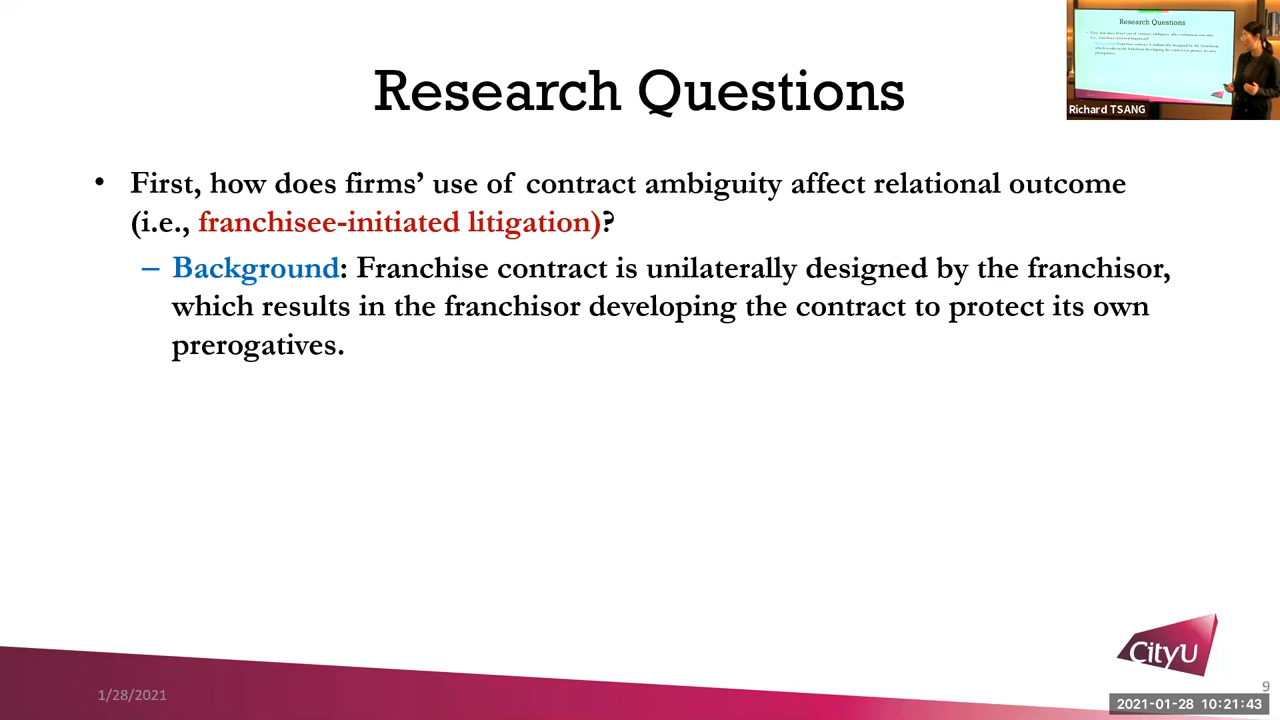 Research Questions
Research Questions
Richard TSANG
• First, how does firms’ use of contract ambiguity affect relational outcome
(i.e., franchisee-initiated litigation)?
– Background: Franchise contract is unilaterally designed by the franchisor,
which results in the franchisor developing the contract to protect its own
prerogatives.
CityU
1/28/2021
9
2021-01-28 10:21:43